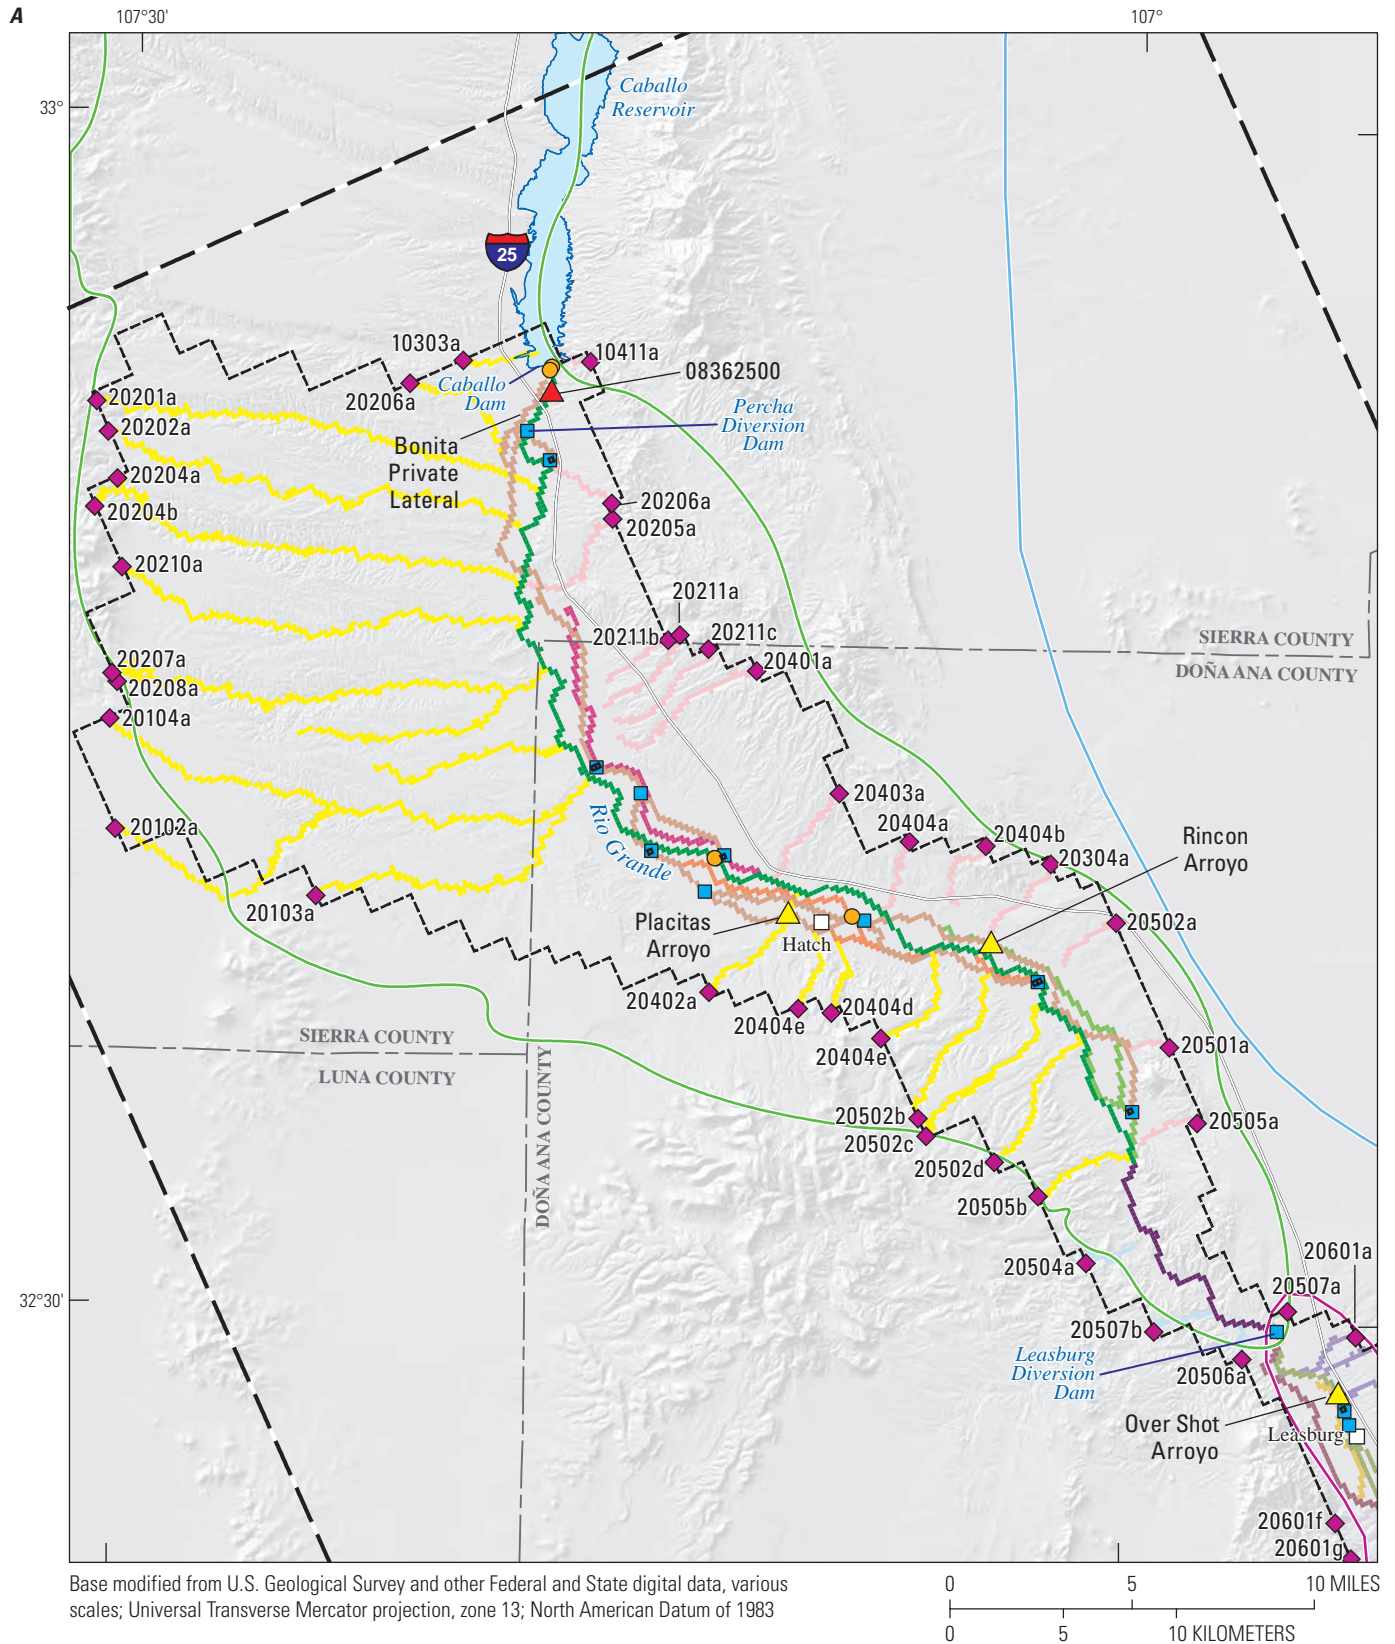 A
107°30'
107°
33°
Caballo
Reservoir
25
10303a
10411a
08362500
20206a
Caballo
Dam
Percha
Diversion
Dam
20201a
20202a
Bonita
Private
Lateral
20204a
20204b
20206a
20205a
20210a
20211a
20211b
20211c
20401a
SIERRA COUNTY
DOÑA ANA COUNTY
20207a
20208a
20104a
20403a
20404a
20404b
20304a
Rincon
Arroyo
Rio Grande
20102a
20103a
Placitas
Arroyo
Hatch
20502a
20402a
20404e
20404d
20404e
SIERRA COUNTY
LUNA COUNTY
DOÑA ANA COUNTY
20501a
20502b
20502c
20505a
20502d
20505b
20504a
20601a
20507a
32°30'
20507b
Leasburg
Diversion
Dam
20506a
Over Shot
Arroyo
Leasburg
20601f
20601g
Base modified from U.S. Geological Survey and other Federal and State digital data, various
scales; Universal Transverse Mercator projection, zone 13; North American Datum of 1983
0 5 10 MILES
0 5 10 KILOMETERS